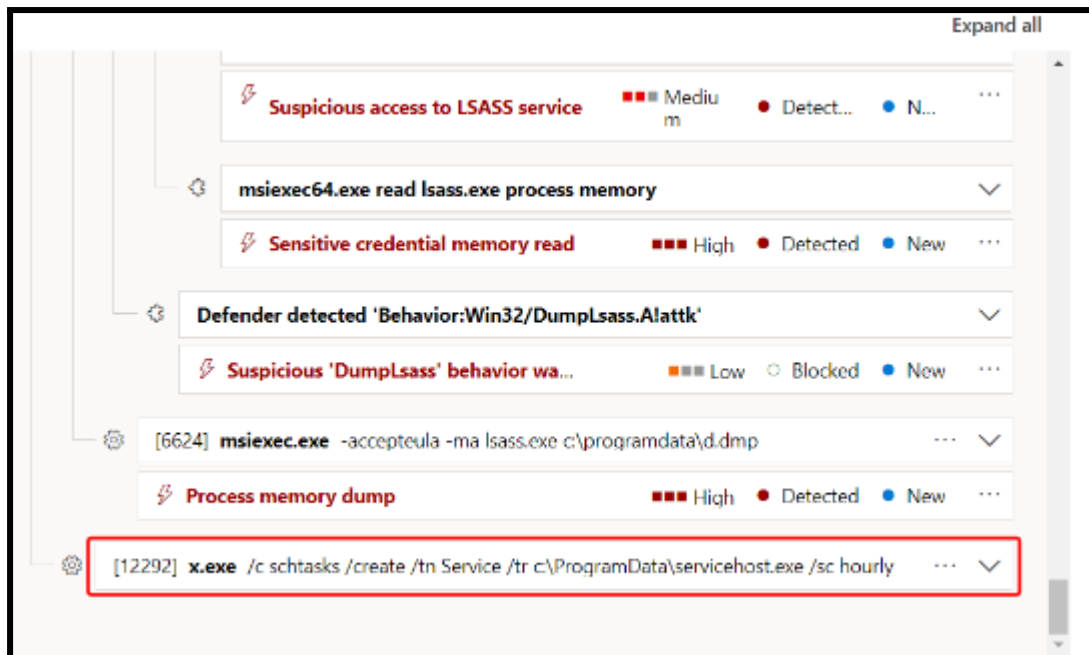 Expand all
Suspicious access to LSASS service Mediu Detect... N... ...
m
msiexec64.exe read lsass.exe process memory
Sensitive credential memory read High Detected New ...
Defender detected 'Behavior:Win32/DumpLsass.A!attk'
Suspicious 'DumpLsass' behavior wa... Low Blocked New ...
[6624] msiexec.exe -accepteula -ma lsass.exe c:\programdata\d.dmp ...
Process memory dump High Detected New ...
[12292] x.exe /c schtasks /create /tn Service /tr c:\ProgramData\servicehost.exe /sc hourly ...